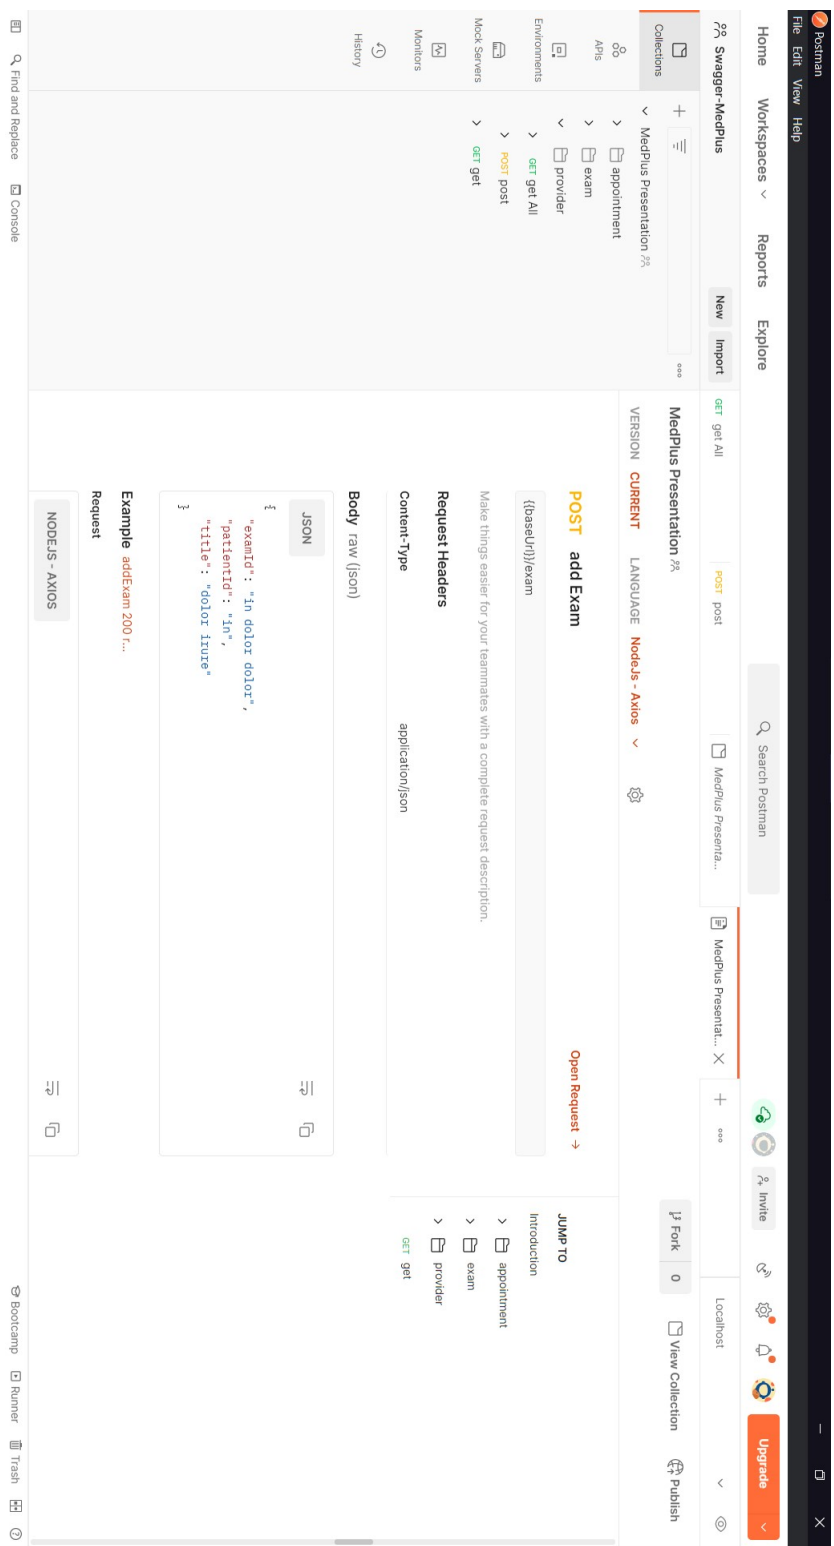 Postman
File Edit View Help
Home Workspaces Reports Explore
Search Postman
Invite
Upgrade
Swagger-MedPlus
New Import
GET get All
POST post
MedPlus Presenta...
MedPlus Presentat...
Localhost
Collections
APIs
Environments
Mock Servers
Monitors
History
MedPlus Presentation
appointment
exam
provider
GET get All
POST post
GET get
MedPlus Presentation
Fork 0
View Collection
Publish
VERSION CURRENT LANGUAGE NodeJs - Axios
POST add Exam
Open Request →
{{baseUrl}}/exam
Make things easier for your teammates with a complete request description.
Request Headers
Content-Type application/json
Body raw (json)
JSON
{
"examId": "in dolor dolor",
"patientId": "in",
"title": "dolor irure"
}
Example addExam 200 r...
Request
NODEJS - AXIOS
JUMP TO
Introduction
appointment
exam
provider
GET get
Find and Replace Console
Bootcamp Runner Trash